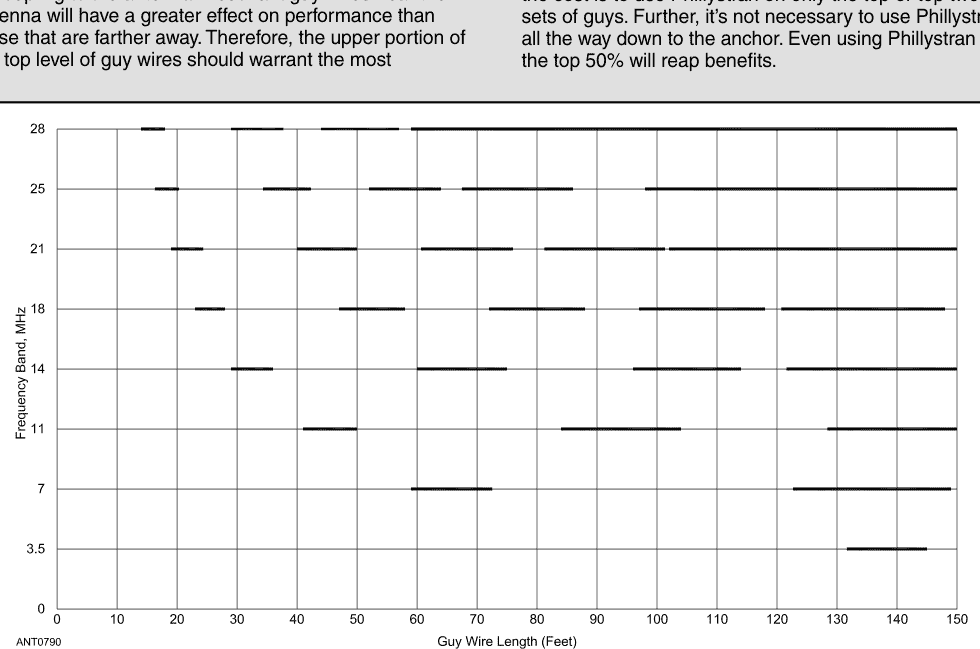 enna will have a greater effect on performance than
se that are farther away. Therefore, the upper portion of
top level of guy wires should warrant the most
sets of guys. Further, it's not necessary to use Phillystr
all the way down to the anchor. Even using Phillystran
the top 50% will reap benefits.
28
25
21
18
14
11
7
3.5
0
Frequency Band, MHz
0 10 20 30 40 50 60 70 80 90 100 110 120 130 140 150
Guy Wire Length (Feet)
ANT0790